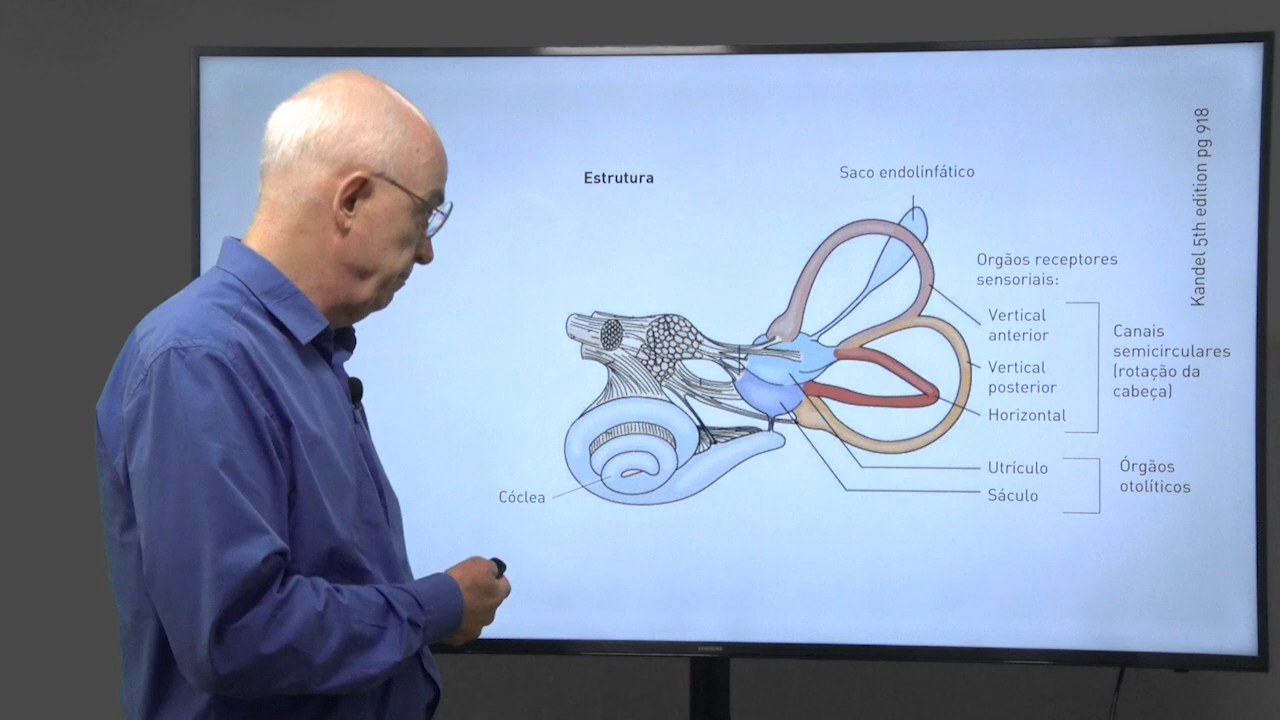 Estrutura
Saco endolinfático
Kandel 5th edition pg 918
Orgãos receptores
sensoriais:
Vertical
anterior
Vertical
posterior
Horizontal
Canais
semicirculares
(rotação da
cabeça)
Utrículo
Sáculo
Órgãos
otolíticos
Cóclea
SAMSUNG